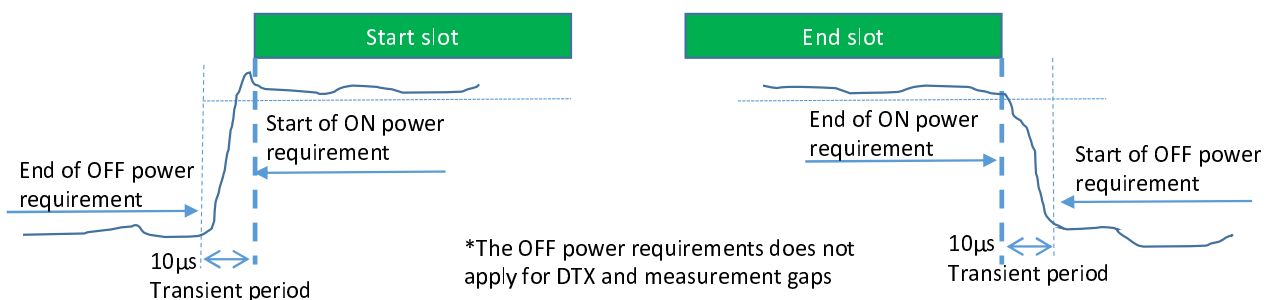 Start slot
End slot
Start of ON power
requirement
End of OFF power
requirement
10µs
Transient period
*The OFF power requirements does not
apply for DTX and measurement gaps
End of ON power
requirement
Start of OFF power
requirement
10µs
Transient period